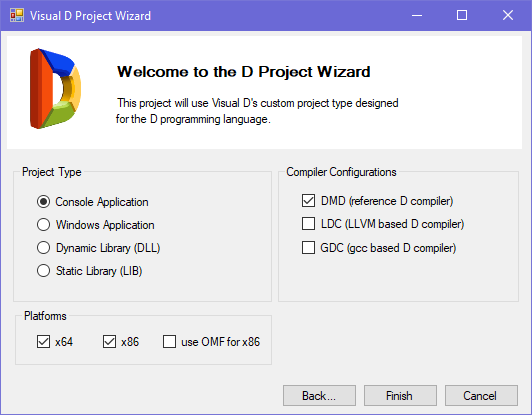 Visual D Project Wizard
Welcome to the D Project Wizard
This project will use Visual D's custom project type designed
for the D programming language.
Project Type
Console Application
Windows Application
Dynamic Library (DLL)
Static Library (LIB)
Compiler Configurations
DMD (reference D compiler)
LDC (LLVM based D compiler)
GDC (gcc based D compiler)
Platforms
x64 x86 use OMF for x86
Back... Finish Cancel